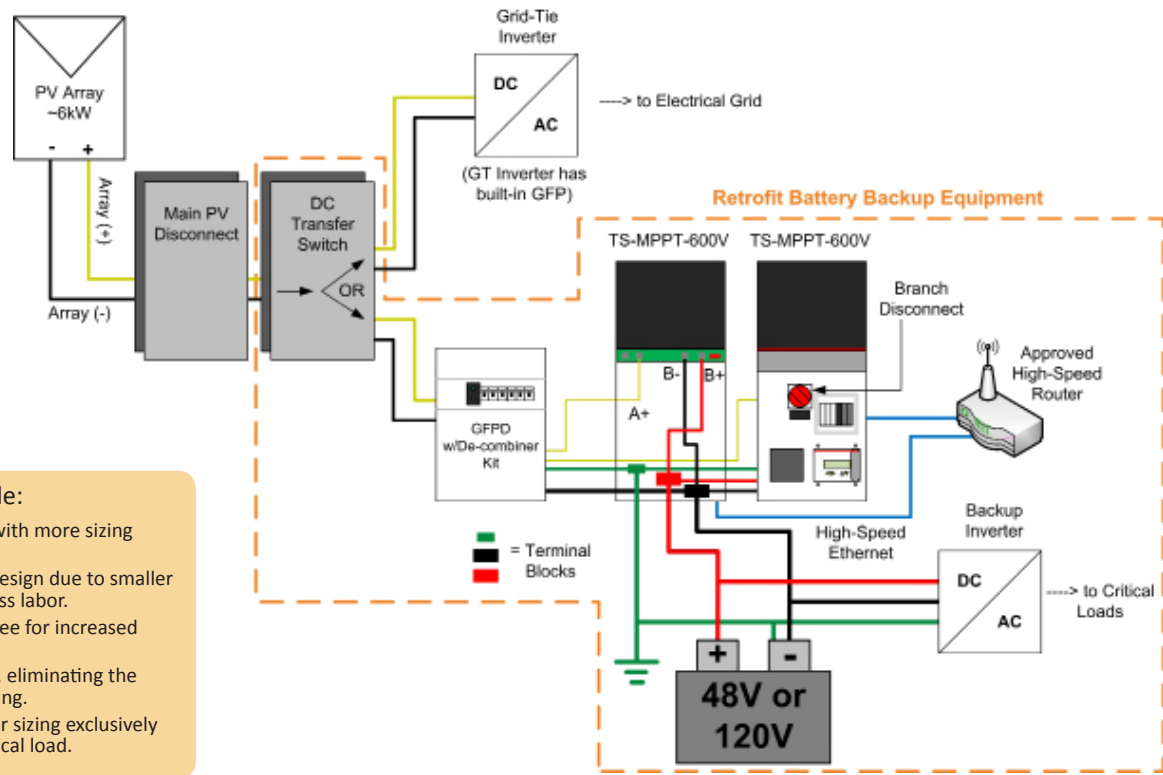 Grid-Tie
Inverter
PV Array
~6kW
- +
Array (+)
Array (-)
DC
AC
----> to Electrical Grid
(GT Inverter has
built-in GFP)
Main PV
Disconnect
DC
Transfer
Switch
OR
Retrofit Battery Backup Equipment
TS-MPPT-600V
TS-MPPT-600V
Branch
Disconnect
B-
B+
A+
Approved
High-Speed
Router
GFPD
w/De-combiner
Kit
High-Speed
Ethernet
= Terminal
Blocks
Backup
Inverter
DC
AC
----> to Critical
Loads
+
-
48V or
120V
le:
with more sizing
esign due to smaller
ss labor.
ee for increased
eliminating the
ng.
r sizing exclusively
cal load.